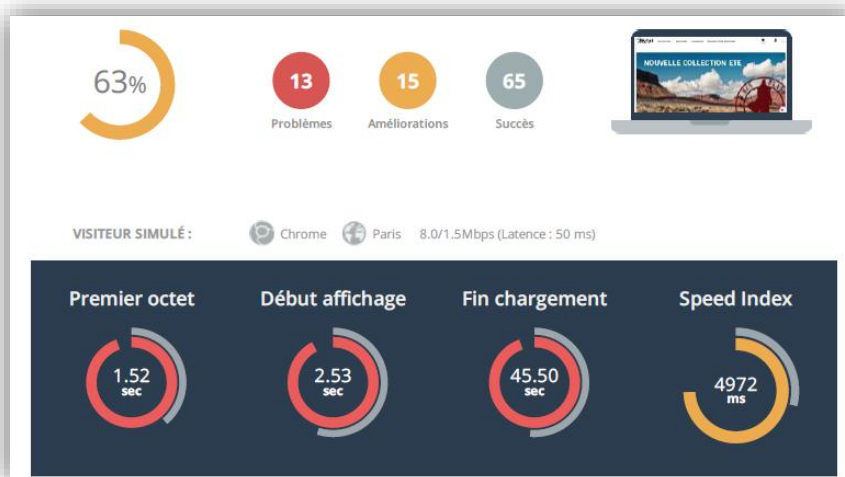 63%
13
15
65
Problèmes
Améliorations
Succès
NOUVELLE COLLECTION ETE
VISITEUR SIMULÉ :
Chrome
Paris
8.0/1.5Mbps (Latence : 50 ms)
Premier octet
Début affichage
Fin chargement
Speed Index
1.52
sec
2.53
sec
45.50
sec
4972
ms